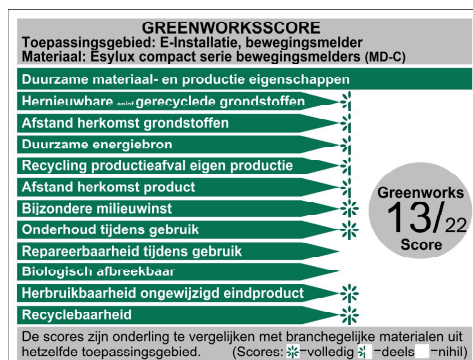 GREENWORKSSCORE
Toepassingsgebied: E-Installatie, bewegingsmelder
Materiaal: Esylux compact serie bewegingsmelders (MD-C)
Duurzame materiaal- en productie eigenschappen
Hernieuwbare en/of gerecyclede grondstoffen
Afstand herkomst grondstoffen
Duurzame energiebron
Recycling productieafval eigen productie
Afstand herkomst product
Bijzondere milieuwinst
Onderhoud tijdens gebruik
Repareerbaarheid tijdens gebruik
Biologisch afbreekbaar
Herbruikbaarheid ongewijzigd eindproduct
Recyclebaarheid
Greenworks
13/22
Score
De scores zijn onderling te vergelijken met branchegelijke materialen uit
hetzelfde toepassingsgebied. (Scores: =volledig =deels =nihil)